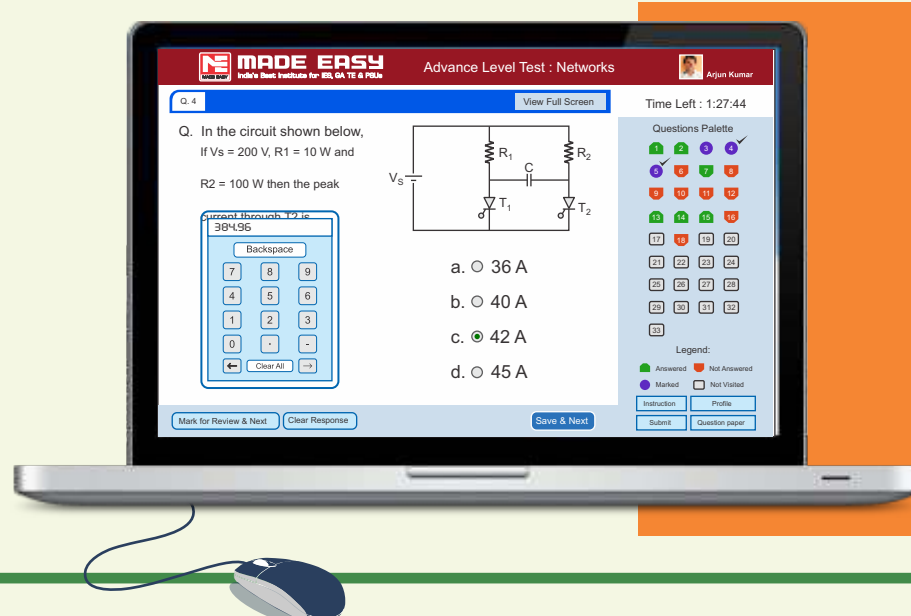 MADE EASY
India's Best Institute for IES, GATE & PSUs
MADE EASY
Advance Level Test : Networks
Arjun Kumar
Q. 4
View Full Screen
Time Left : 1:27:44
Q. In the circuit shown below,
If Vs = 200 V, R1 = 10 W and
R2 = 100 W then the peak
current through T2 is
VS
R1
R2
C
T1
T2
384.96
Backspace
7 8 9
4 5 6
1 2 3
0 . -
← Clear All →
a. 36 A
b. 40 A
c. 42 A
d. 45 A
Mark for Review & Next
Clear Response
Save & Next
Questions Palette
1 2 3 4
5 6 7 8
9 10 11 12
13 14 15 16
17 18 19 20
21 22 23 24
25 26 27 28
29 30 31 32
33
Legend:
Answered Not Answered
Marked Not Visited
Instruction Profile
Submit Question paper